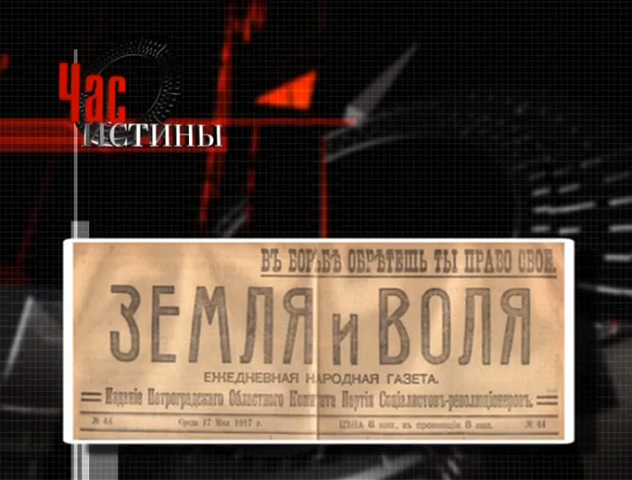 Час
ИСТИНЫ
ВЪ БОРЬБѢ ОБРѢТЕШЬ ТЫ ПРАВО СВОЕ.
ЗЕМЛЯ и ВОЛЯ
ЕЖЕДНЕВНАЯ НАРОДНАЯ ГАЗЕТА.
Изданіе Петроградскаго Областного Комитета Партіи Соціалистовъ-революціонеровъ.
№ 44 Среда 17 Мая 1917 г. ЦѢНА 6 коп., въ провинціи 8 коп. № 44